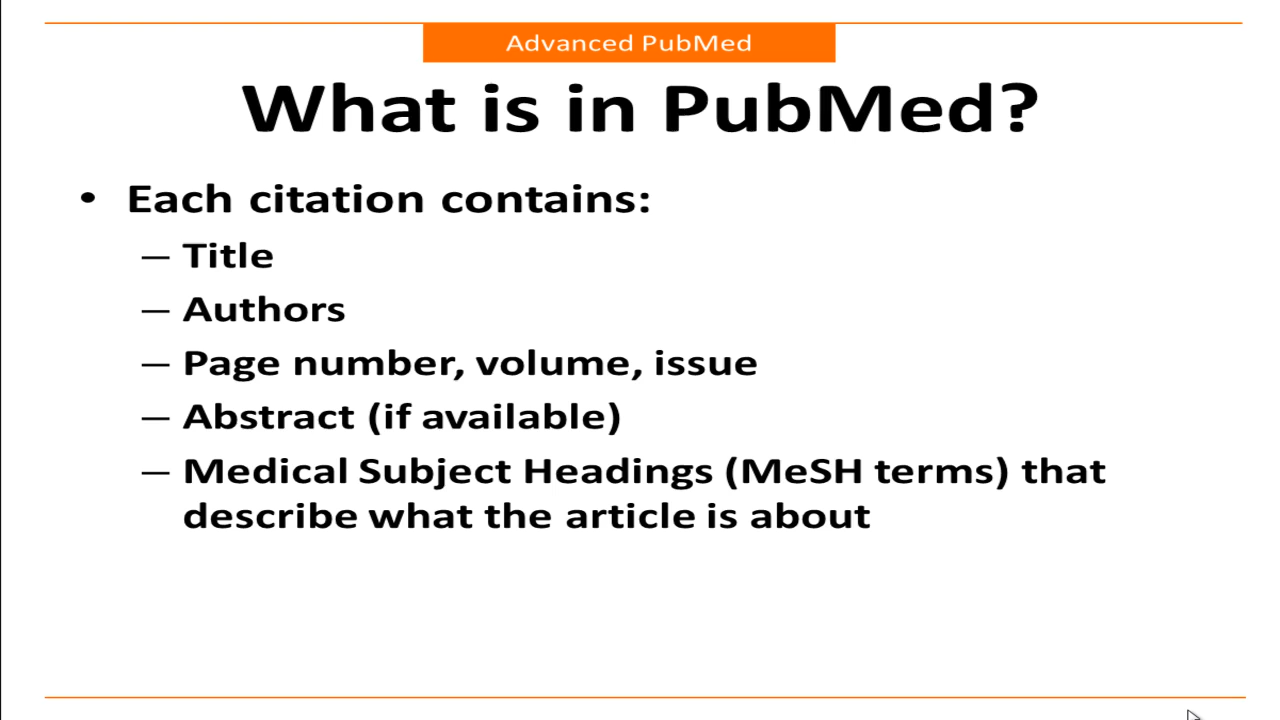 Advanced PubMed
What is in PubMed?
• Each citation contains:
– Title
– Authors
– Page number, volume, issue
– Abstract (if available)
– Medical Subject Headings (MeSH terms) that
describe what the article is about